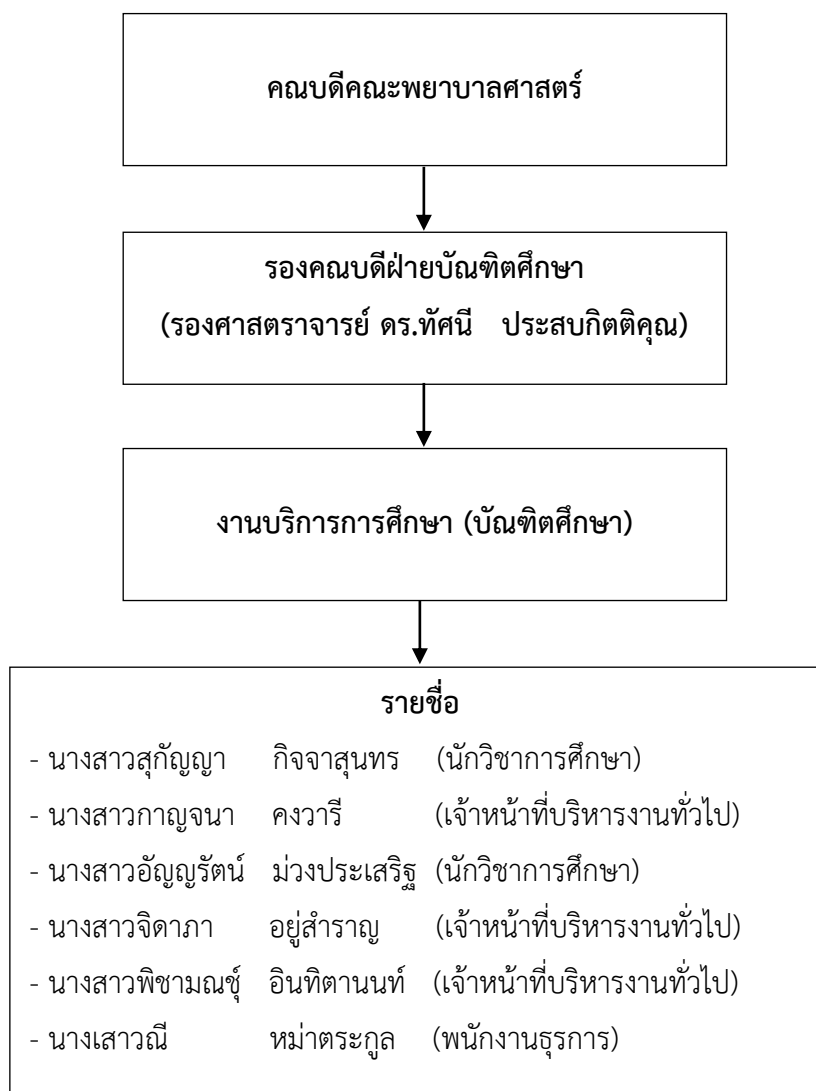 คณบดีคณะพยาบาลศาสตร์
รองคณบดีฝ่ายบัณฑิตศึกษา
(รองศาสตราจารย์ ดร.ทัศนี ประสบกิตติคุณ)
งานบริการการศึกษา (บัณฑิตศึกษา)
รายชื่อ
- นางสาวสุกัญญา กิจจาสุนทร (นักวิชาการศึกษา)
- นางสาวกาญจนา คงวารี (เจ้าหน้าที่บริหารงานทั่วไป)
- นางสาวอัญญรัตน์ ม่วงประเสริฐ (นักวิชาการศึกษา)
- นางสาวจิดาภา อยู่สำราญ (เจ้าหน้าที่บริหารงานทั่วไป)
- นางสาวพิชามณชุ์ อินทิตานนท์ (เจ้าหน้าที่บริหารงานทั่วไป)
- นางเสาวณี หม่าตระกูล (พนักงานธุรการ)